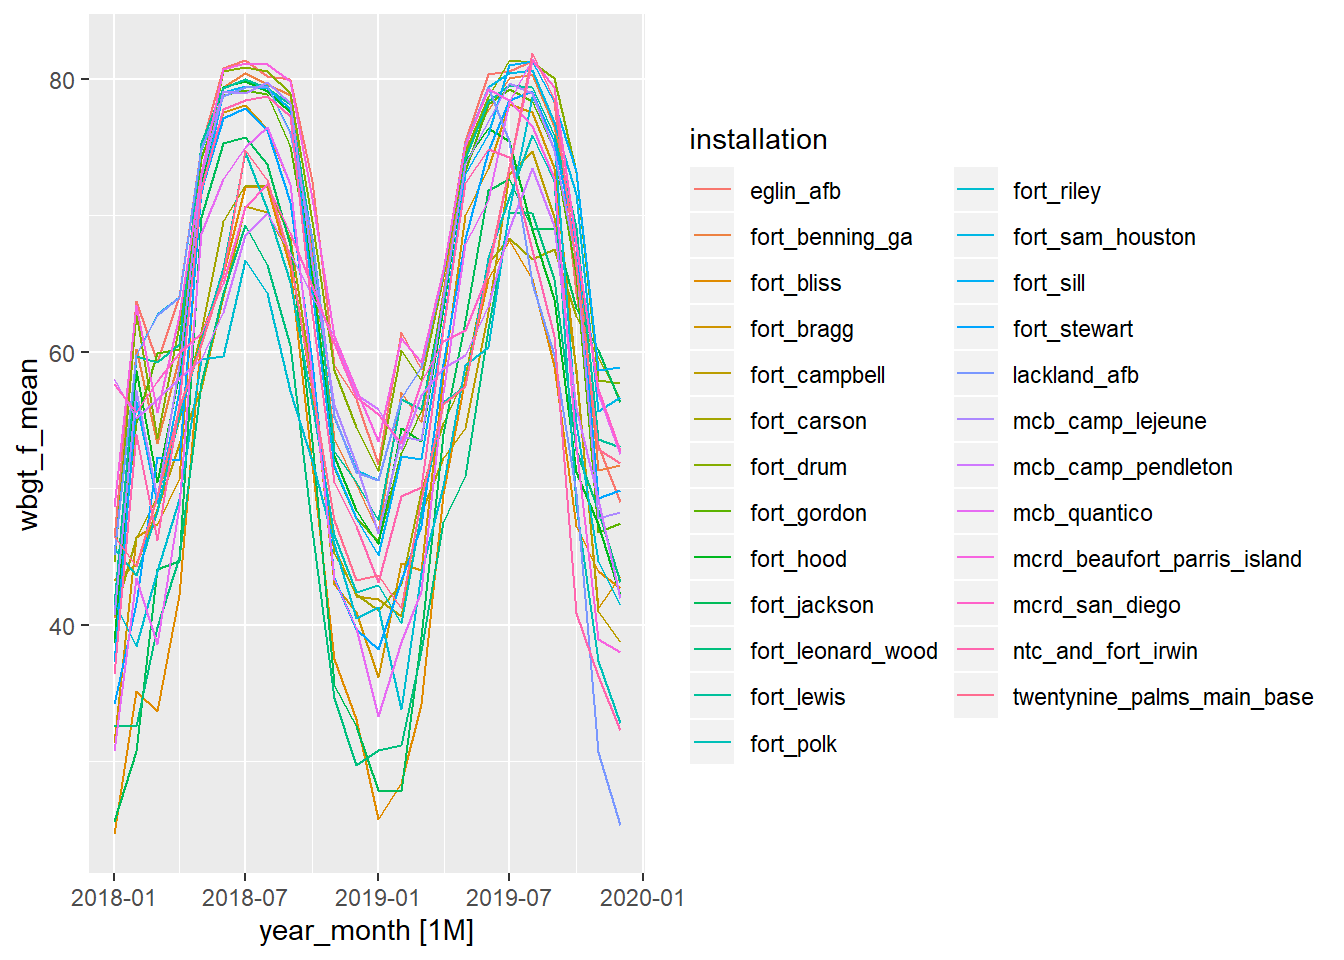 80
60
40
wbgt_f_mean
2018-01 2018-07 2019-01 2019-07 2020-01
year_month [1M]
installation
eglin_afb
fort_benning_ga
fort_bliss
fort_bragg
fort_campbell
fort_carson
fort_drum
fort_gordon
fort_hood
fort_jackson
fort_leonard_wood
fort_lewis
fort_polk
fort_riley
fort_sam_houston
fort_sill
fort_stewart
lackland_afb
mcb_camp_lejeune
mcb_camp_pendleton
mcb_quantico
mcrd_beaufort_parris_island
mcrd_san_diego
ntc_and_fort_irwin
twentynine_palms_main_base